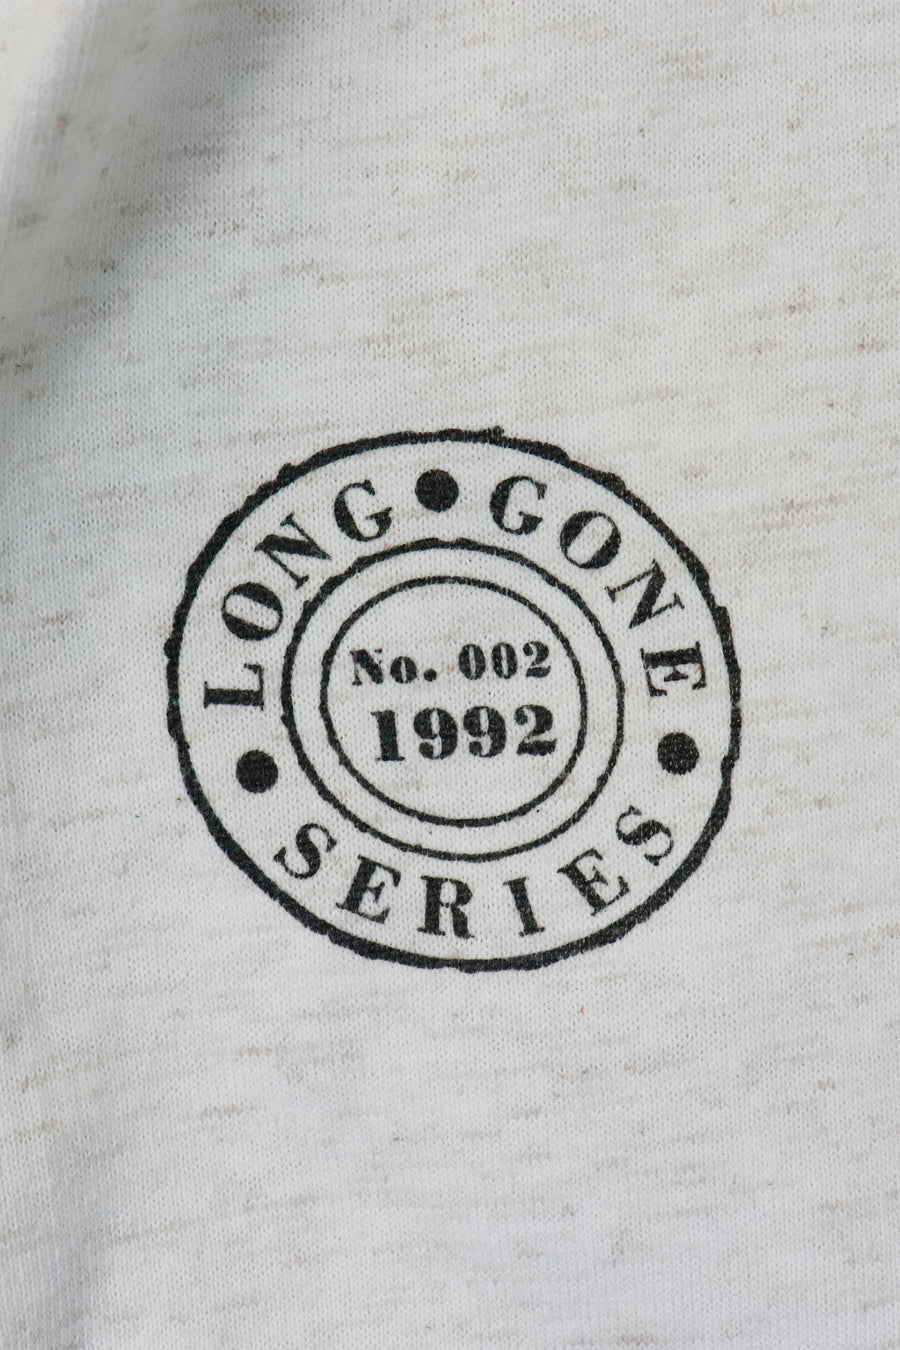 LONG • GONE • SERIES •
No. 002
1992